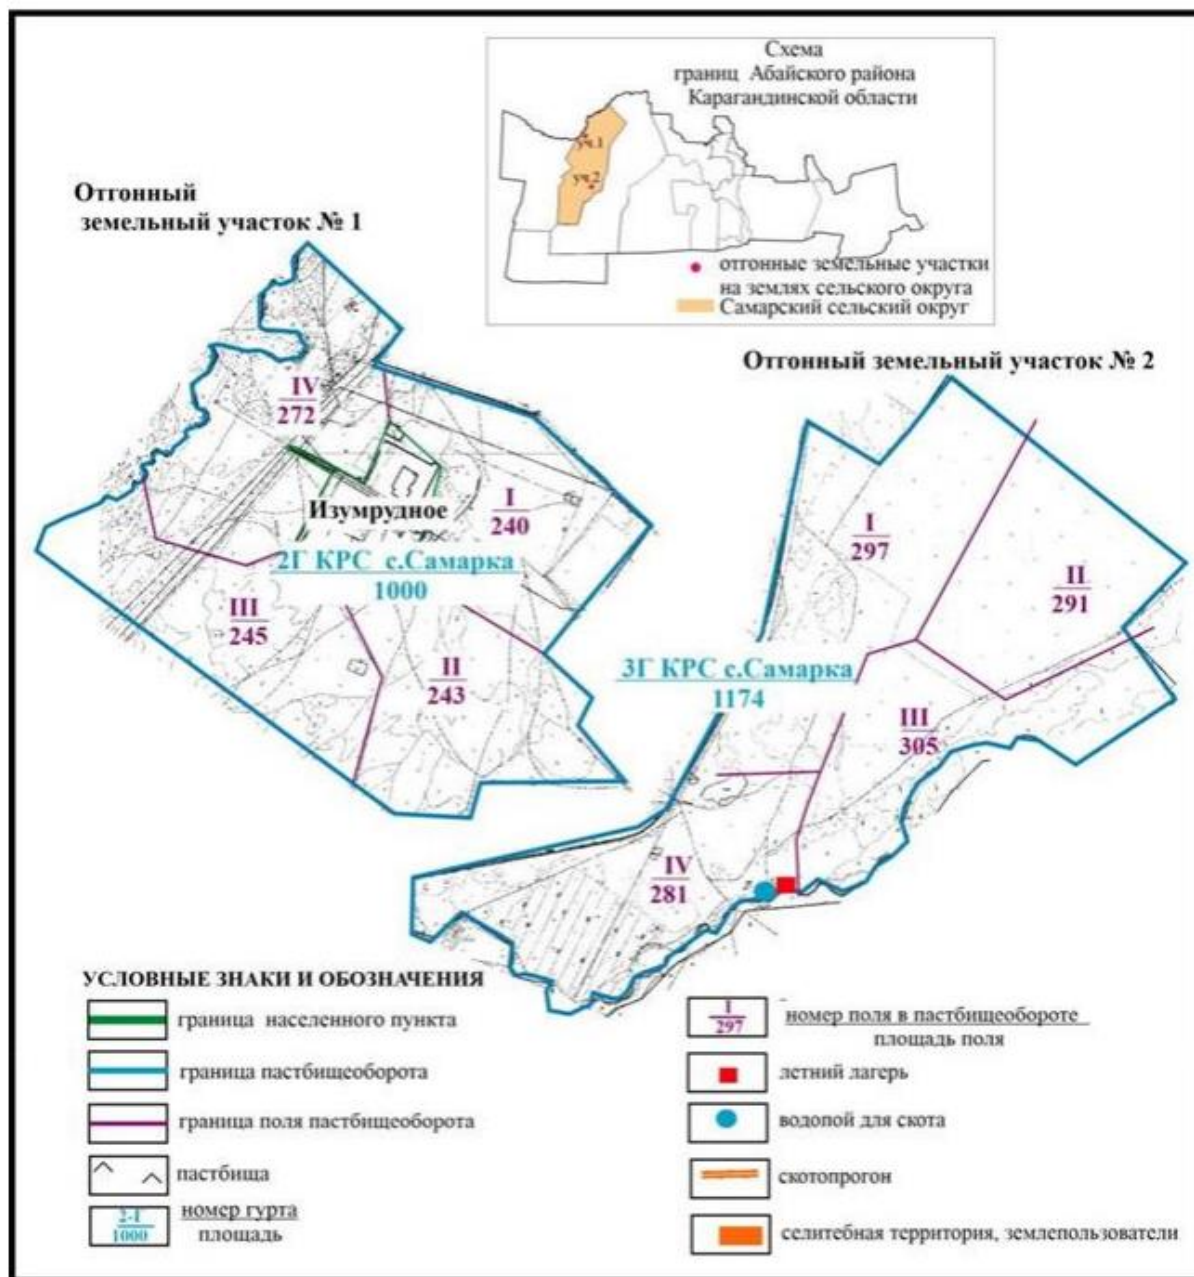 Схема
границ Абайского района
Карагандинской области
уч.1
уч.2
отгонные земельные участки
на землях сельского округа
Самарский сельский округ
Отгонный
земельный участок № 1
IV
272
Изумрудное
I
240
2Г КРС с.Самарка
1000
III
245
II
243
Отгонный земельный участок № 2
I
297
II
291
3Г КРС с.Самарка
1174
III
305
IV
281
УСЛОВНЫЕ ЗНАКИ И ОБОЗНАЧЕНИЯ
граница населенного пункта
граница пастбищеоборота
граница поля пастбищеоборота
пастбища
2-Г
1000
номер гурта
площадь
I
297
номер поля в пастбищеобороте
площадь поля
летний лагерь
водопой для скота
скотопрогон
селитебная территория, землепользователи